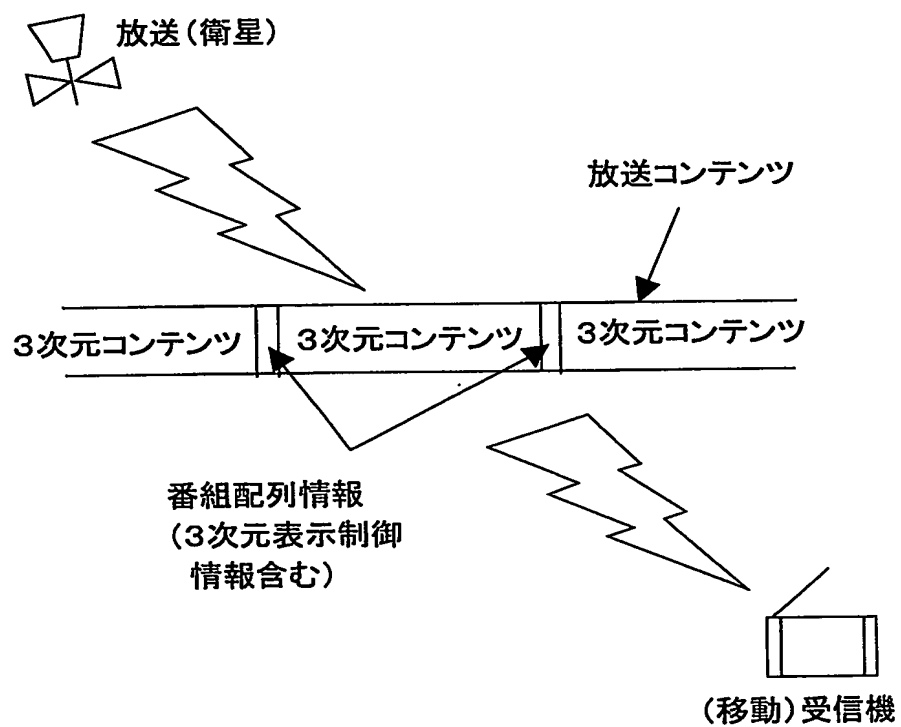 放送(衛星)
放送コンテンツ
3次元コンテンツ
3次元コンテンツ
3次元コンテンツ
番組配列情報
(3次元表示制御
情報含む)
(移動)受信機